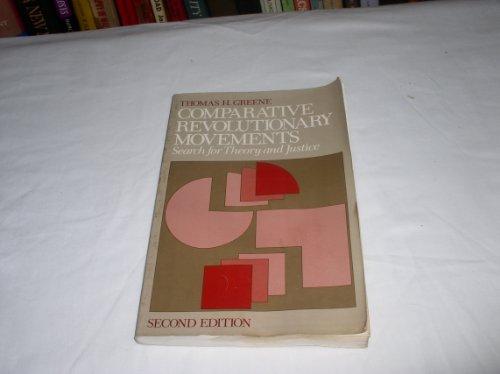 THOMAS H. GREENE
COMPARATIVE
REVOLUTIONARY
MOVEMENTS
Search for Theory and Justice
SECOND EDITION